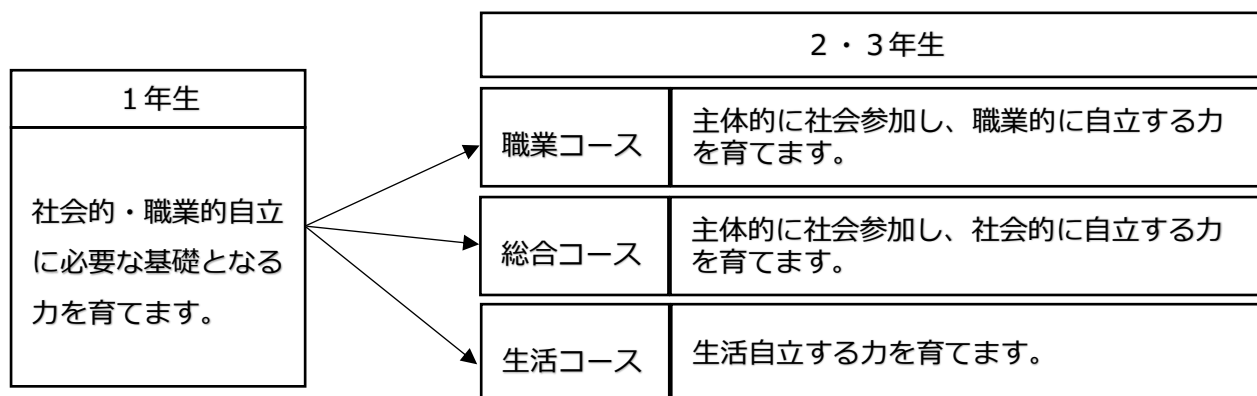 1年生
社会的・職業的自立
に必要な基礎となる
力を育てます。
2・3年生
職業コース
主体的に社会参加し、職業的に自立する力
を育てます。
総合コース
主体的に社会参加し、社会的に自立する力
を育てます。
生活コース
生活自立する力を育てます。